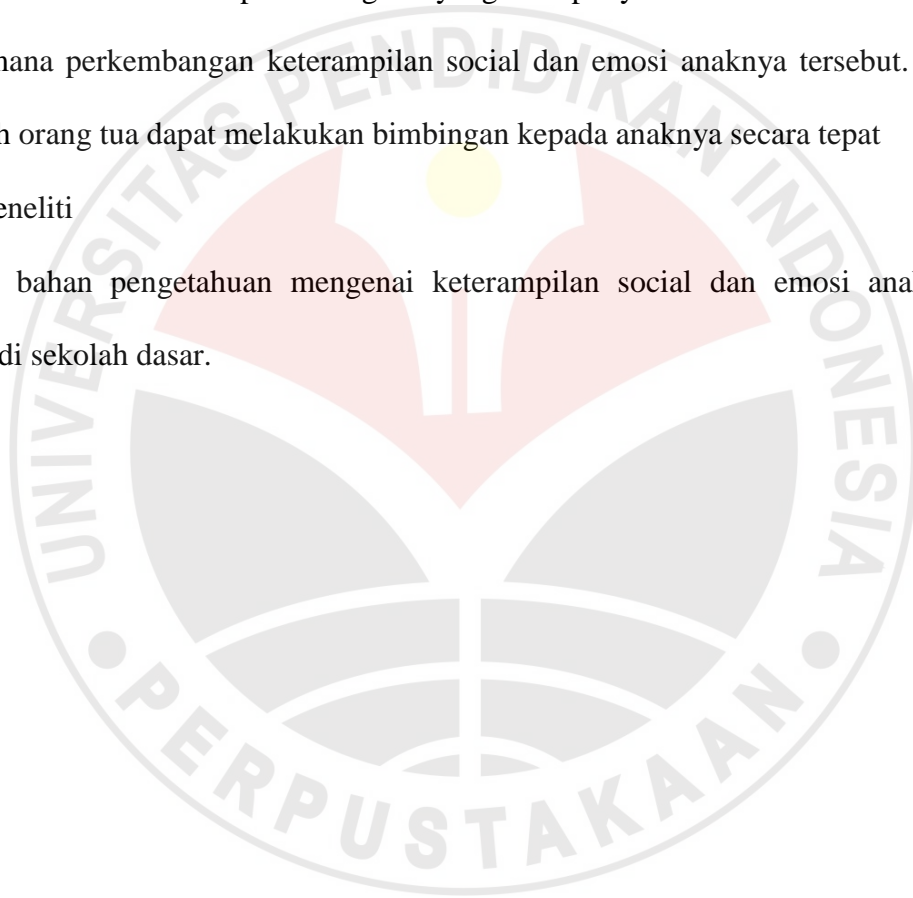 mana perkembangan keterampilan social dan emosi anaknya tersebut.
orang tua dapat melakukan bimbingan kepada anaknya secara tepat
eneliti
bahan pengetahuan mengenai keterampilan social dan emosi
di sekolah dasar.
UNIVERSITAS PENDIDIKAN INDONESIA
PERPUSTAKAAN